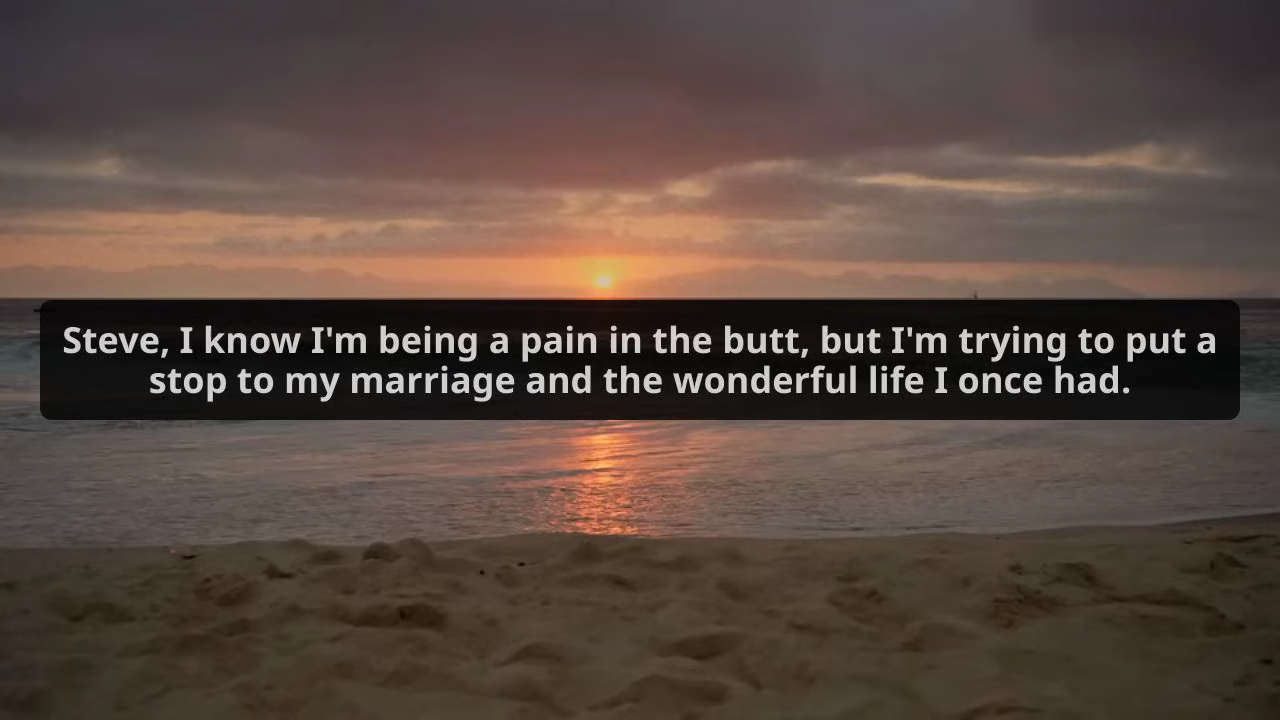 Steve, I know I'm being a pain in the butt, but I'm trying to put a
stop to my marriage and the wonderful life I once had.